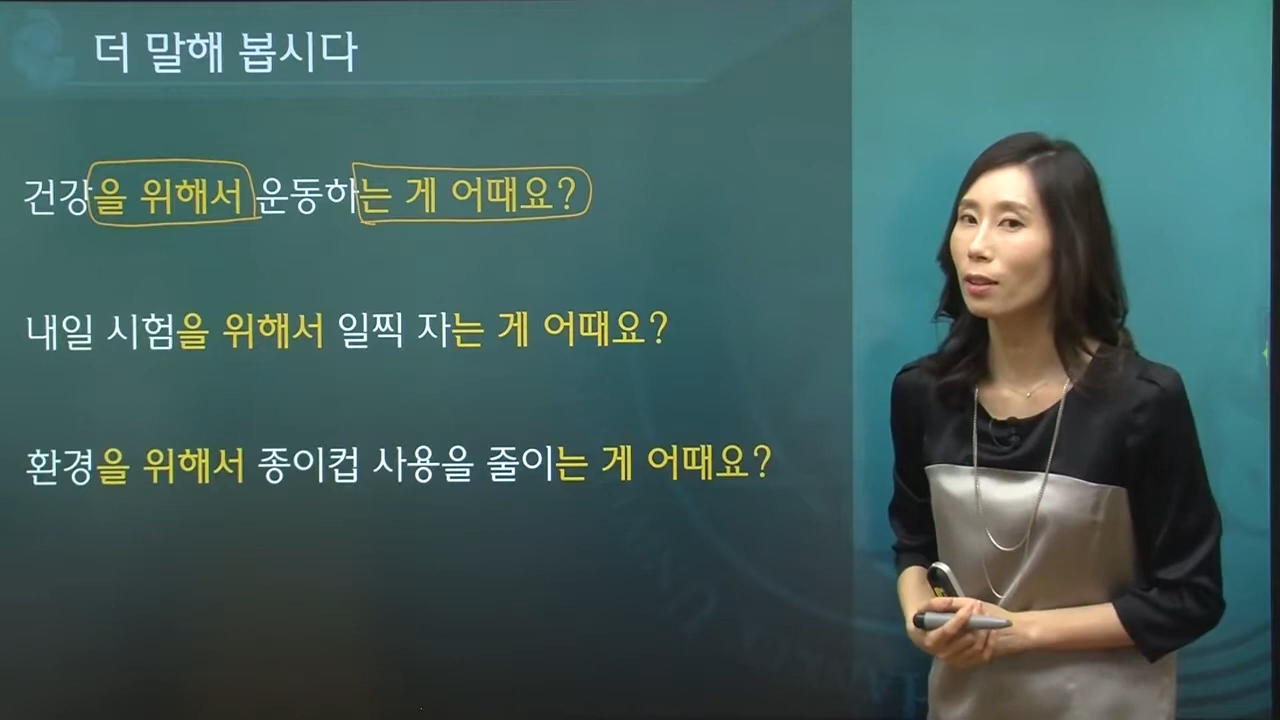 더 말해 봅시다
건강을 위해서 운동하는 게 어때요?
내일 시험을 위해서 일찍 자는 게 어때요?
환경을 위해서 종이컵 사용을 줄이는 게 어때요?